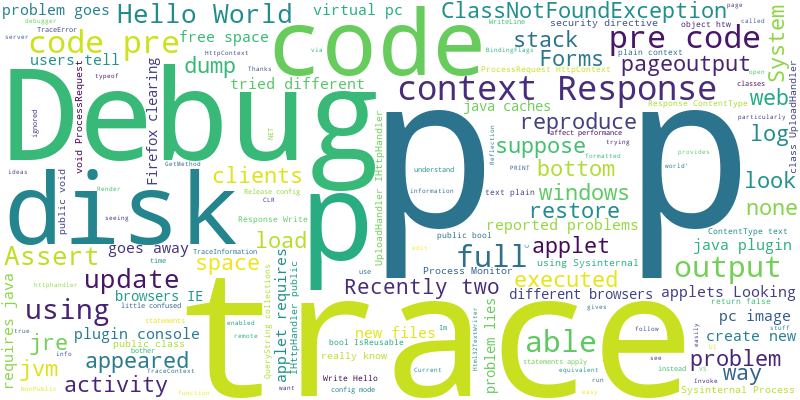 problem goes
debugger
TraceError
server
Hello World
virtual pc
ClassNotFoundException
page
called
code pre
free space
HttpContext
via
code
WriteLine
BindingFlags
security directive
object htw
stack
Forms
plain context
pre code
System
users tell
dump
Thanks
ProcessRequest HttpContext
pageoutput
open
typeof
tried different
context Response
classes
web
Debug
void ProcessRequest
Firefox clearing
ignored
NET
java caches
Response ContentType
reproduce
affect performance
log
class UploadHandler
particularly
p p
suppose
trying
Reflection
PRINT
formatted
provides
ideas
GetMethod
understand
bottom
world'
look
disk
public void
Render
clients
Release config
CLR
information
text plain
windows
none
seeing
Response Write
UploadHandler IHttpHandler
restore
p
public bool
reported problems
ContentType text
Assert
goes away
TraceInformation
load
edit
full
applet
java plugin
time
space
use
Process Monitor
using Sysinternal
output
httphandler
update
browsers IE
QueryString collections
applet requires
IHttpHandler public
Recently two
executed
different browsers
applets Looking
requires java
using
little confused
trace
Html32TextWriter
problem lies
return false
true
statements
enabled
new files
Im
able
follow
stuff
pc image
jre
plugin console
public class
remote
bool IsReusable
gives
easily
create new
info
bother
really know
statements apply
see
vs
UI
jvm
appeared
TraceContext
Write Hello
Current
equivalent
instead
problem
NonPublic
activity
function
want
config mode
easy
run
way
Invoke
Sysinternal Process